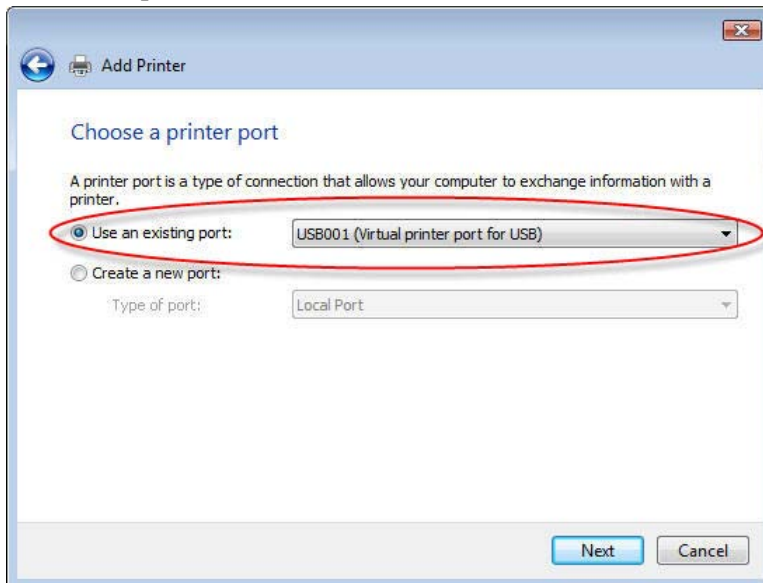 Add Printer
Choose a printer port
A printer port is a type of connection that allows your computer to exchange information with a
printer.
Use an existing port: USB001 (Virtual printer port for USB)
Create a new port:
Type of port: Local Port
Next Cancel